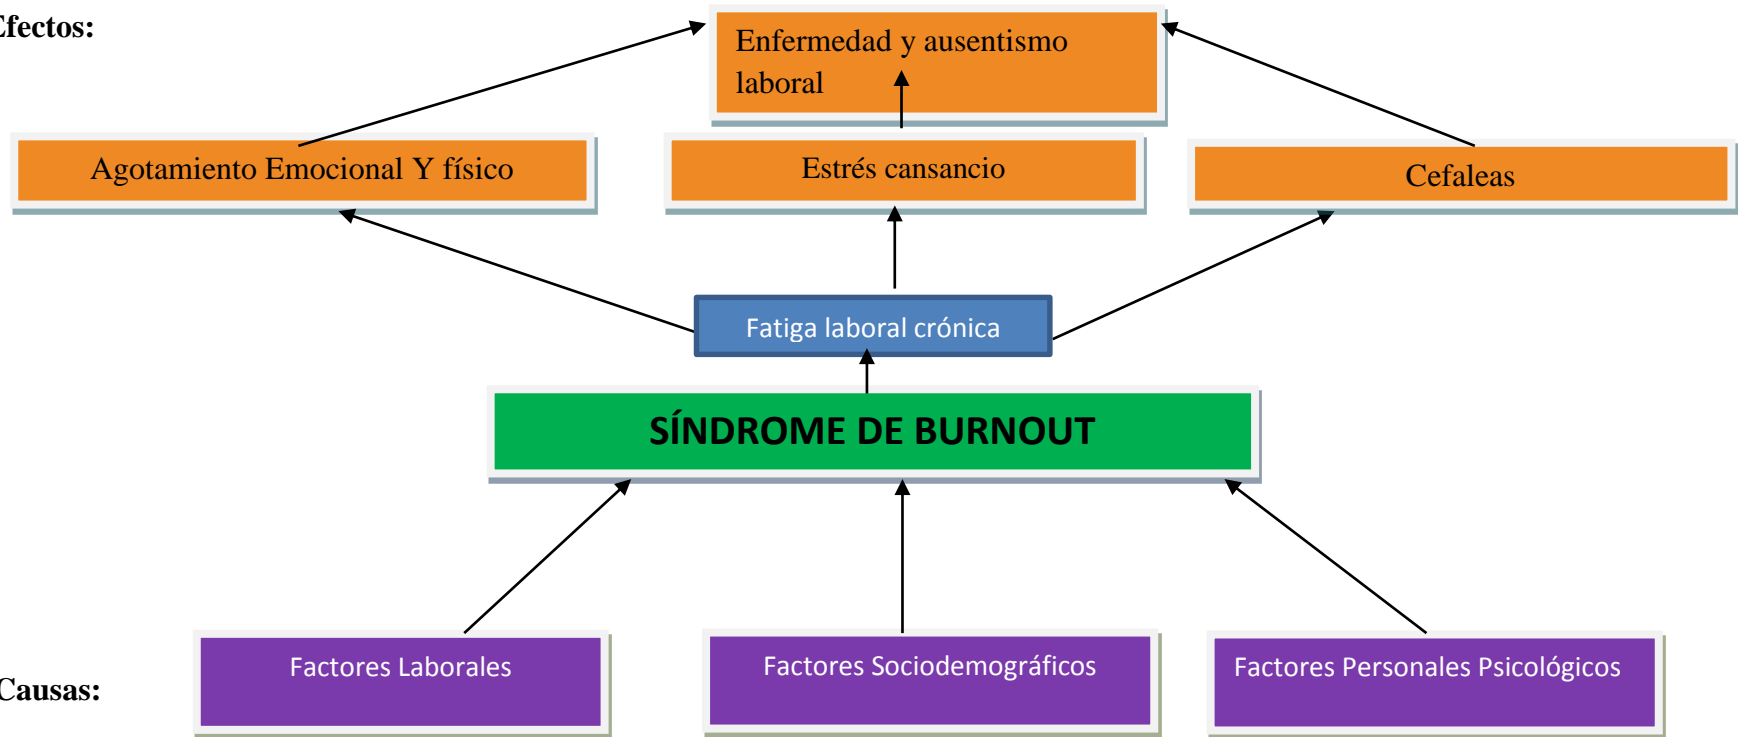 Efectos:
Enfermedad y ausentismo
laboral
Agotamiento Emocional Y físico
Estrés cansancio
Cefaleas
Fatiga laboral crónica
SÍNDROME DE BURNOUT
Factores Laborales
Factores Sociodemográficos
Factores Personales Psicológicos
Causas: